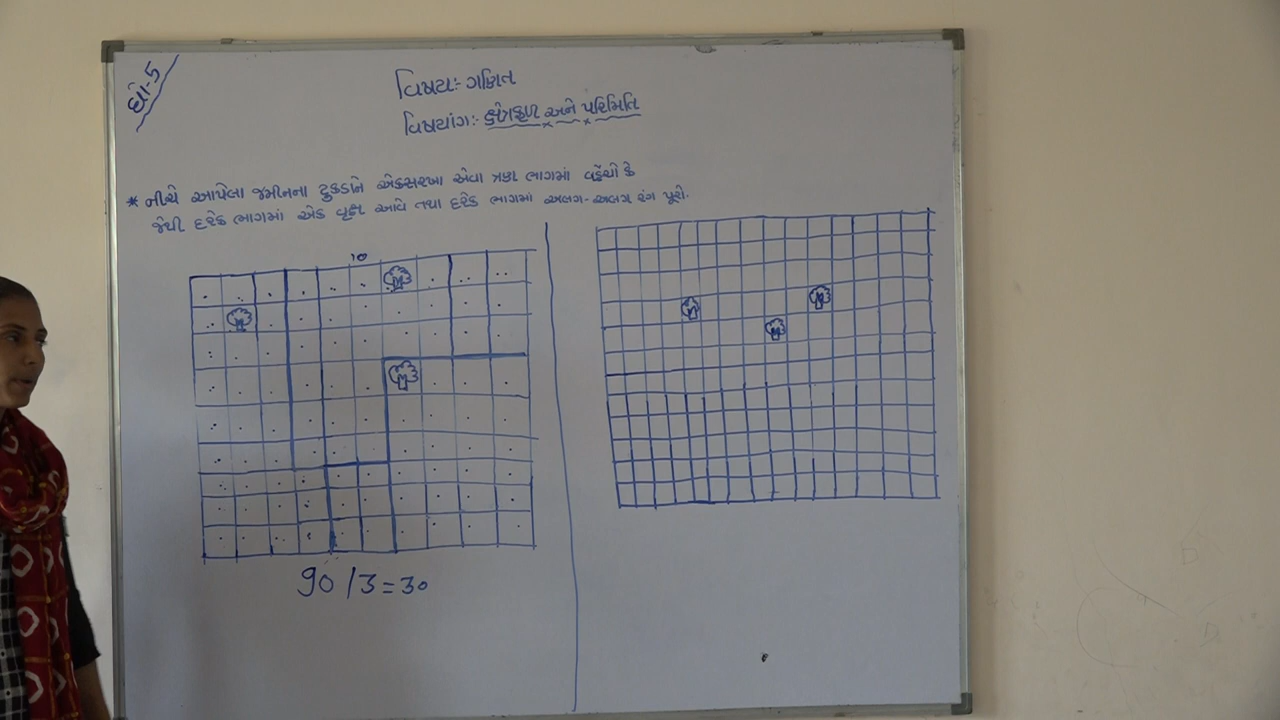 ધો-5
વિષય:- ગણિત
વિષયાંગ:- ક્ષેત્રફળ અને પરિમિતિ
* નીચે આપેલા જમીનના ટુકડાને એકસરખા એવા ત્રણ ભાગમાં વહેંચો કે
જેથી દરેક ભાગમાં એક વૃક્ષ આવે તથા દરેક ભાગમાં અલગ-અલગ રંગ પૂરો.
10
90/3=30